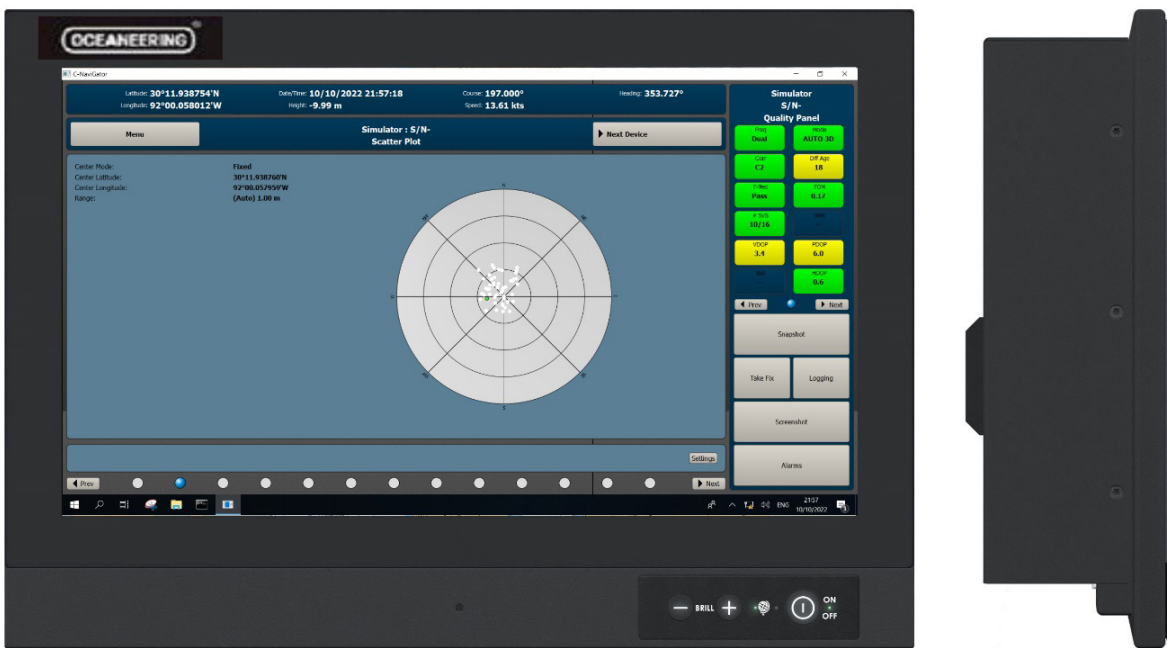 OCEANEERING
C-NaviGator
Latitude: 30°11.938754'N
Longitude: 92°00.058012'W
Date/Time: 10/10/2022 21:57:18
Height: -9.99 m
Course: 197.000°
Speed: 13.61 kts
Heading: 353.727°
Simulator
S/N-
Quality Panel
Menu
Simulator : S/N-
Scatter Plot
Next Device
Center Mode: Fixed
Center Latitude: 30°11.938760'N
Center Longitude: 92°00.057959'W
Range: (Auto) 1.00 m
Freq
Dual
Mode
AUTO 3D
Corr
C2
Diff Age
18
Pass
0.17
# SVS
10/16
VDOP
3.4
PDOP
6.0
HDOP
0.6
Prev
Next
Snapshot
Take Fix
Logging
Screenshot
Alarms
Settings
Prev
Next
ENG
21:57
10/10/2022
BRILL
ON
OFF